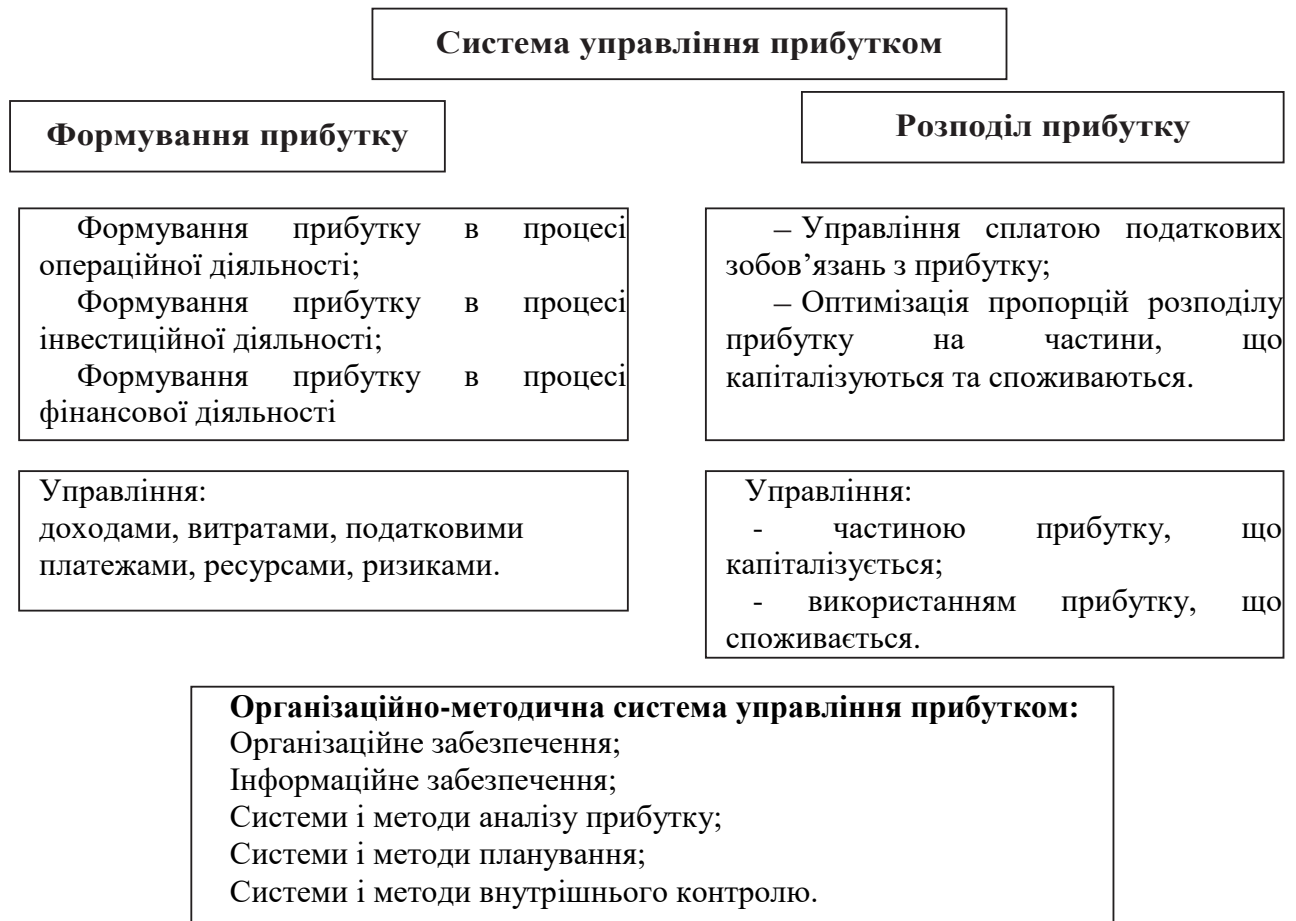 Система управління прибутком
Формування прибутку
Розподіл прибутку
Формування прибутку в процесі
операційної діяльності;
Формування прибутку в процесі
інвестиційної діяльності;
Формування прибутку в процесі
фінансової діяльності
– Управління сплатою податкових
зобов’язань з прибутку;
– Оптимізація пропорцій розподілу
прибутку на частини, що
капіталізуються та споживаються.
Управління:
доходами, витратами, податковими
платежами, ресурсами, ризиками.
Управління:
- частиною прибутку, що
капіталізується;
- використанням прибутку, що
споживається.
Організаційно-методична система управління прибутком:
Організаційне забезпечення;
Інформаційне забезпечення;
Системи і методи аналізу прибутку;
Системи і методи планування;
Системи і методи внутрішнього контролю.